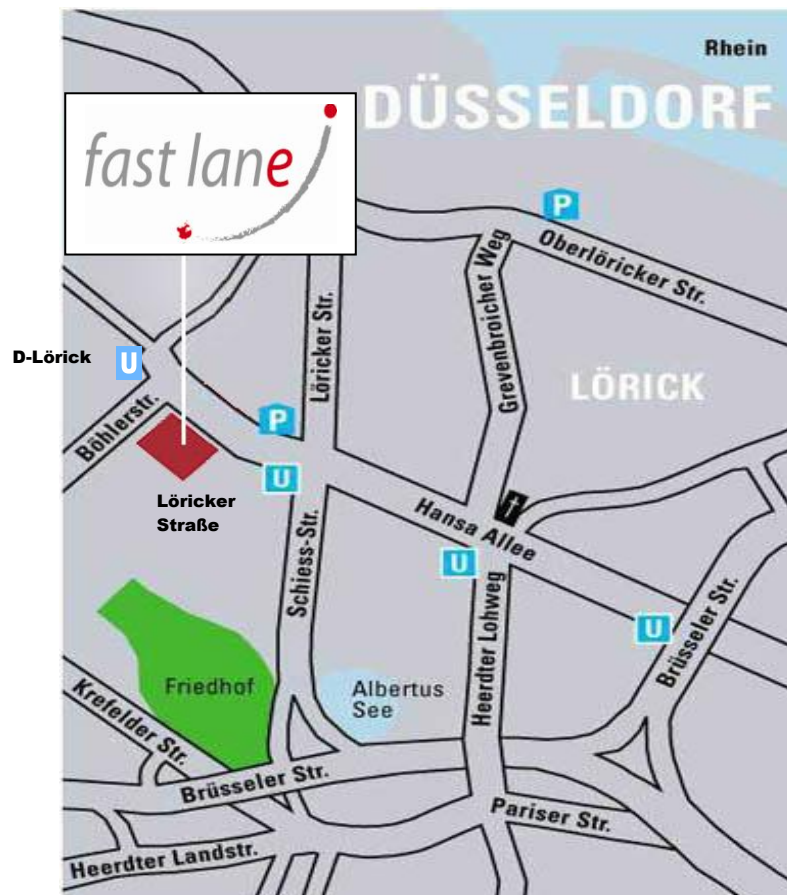 Rhein
DÜSSELDORF
fast lane
P
Oberlöricker Str.
Grevenbroicher Weg
Löricker Str.
D-Lörick
U
LÖRICK
Böhlerstr.
P
U
Löricker
Straße
Hansa Allee
U
Schiess-Str.
Heerdter Lohweg
U
Brüsseler Str.
Friedhof
Albertus
See
Krefelder Str.
Brüsseler Str.
Pariser Str.
Heerdter Landstr.